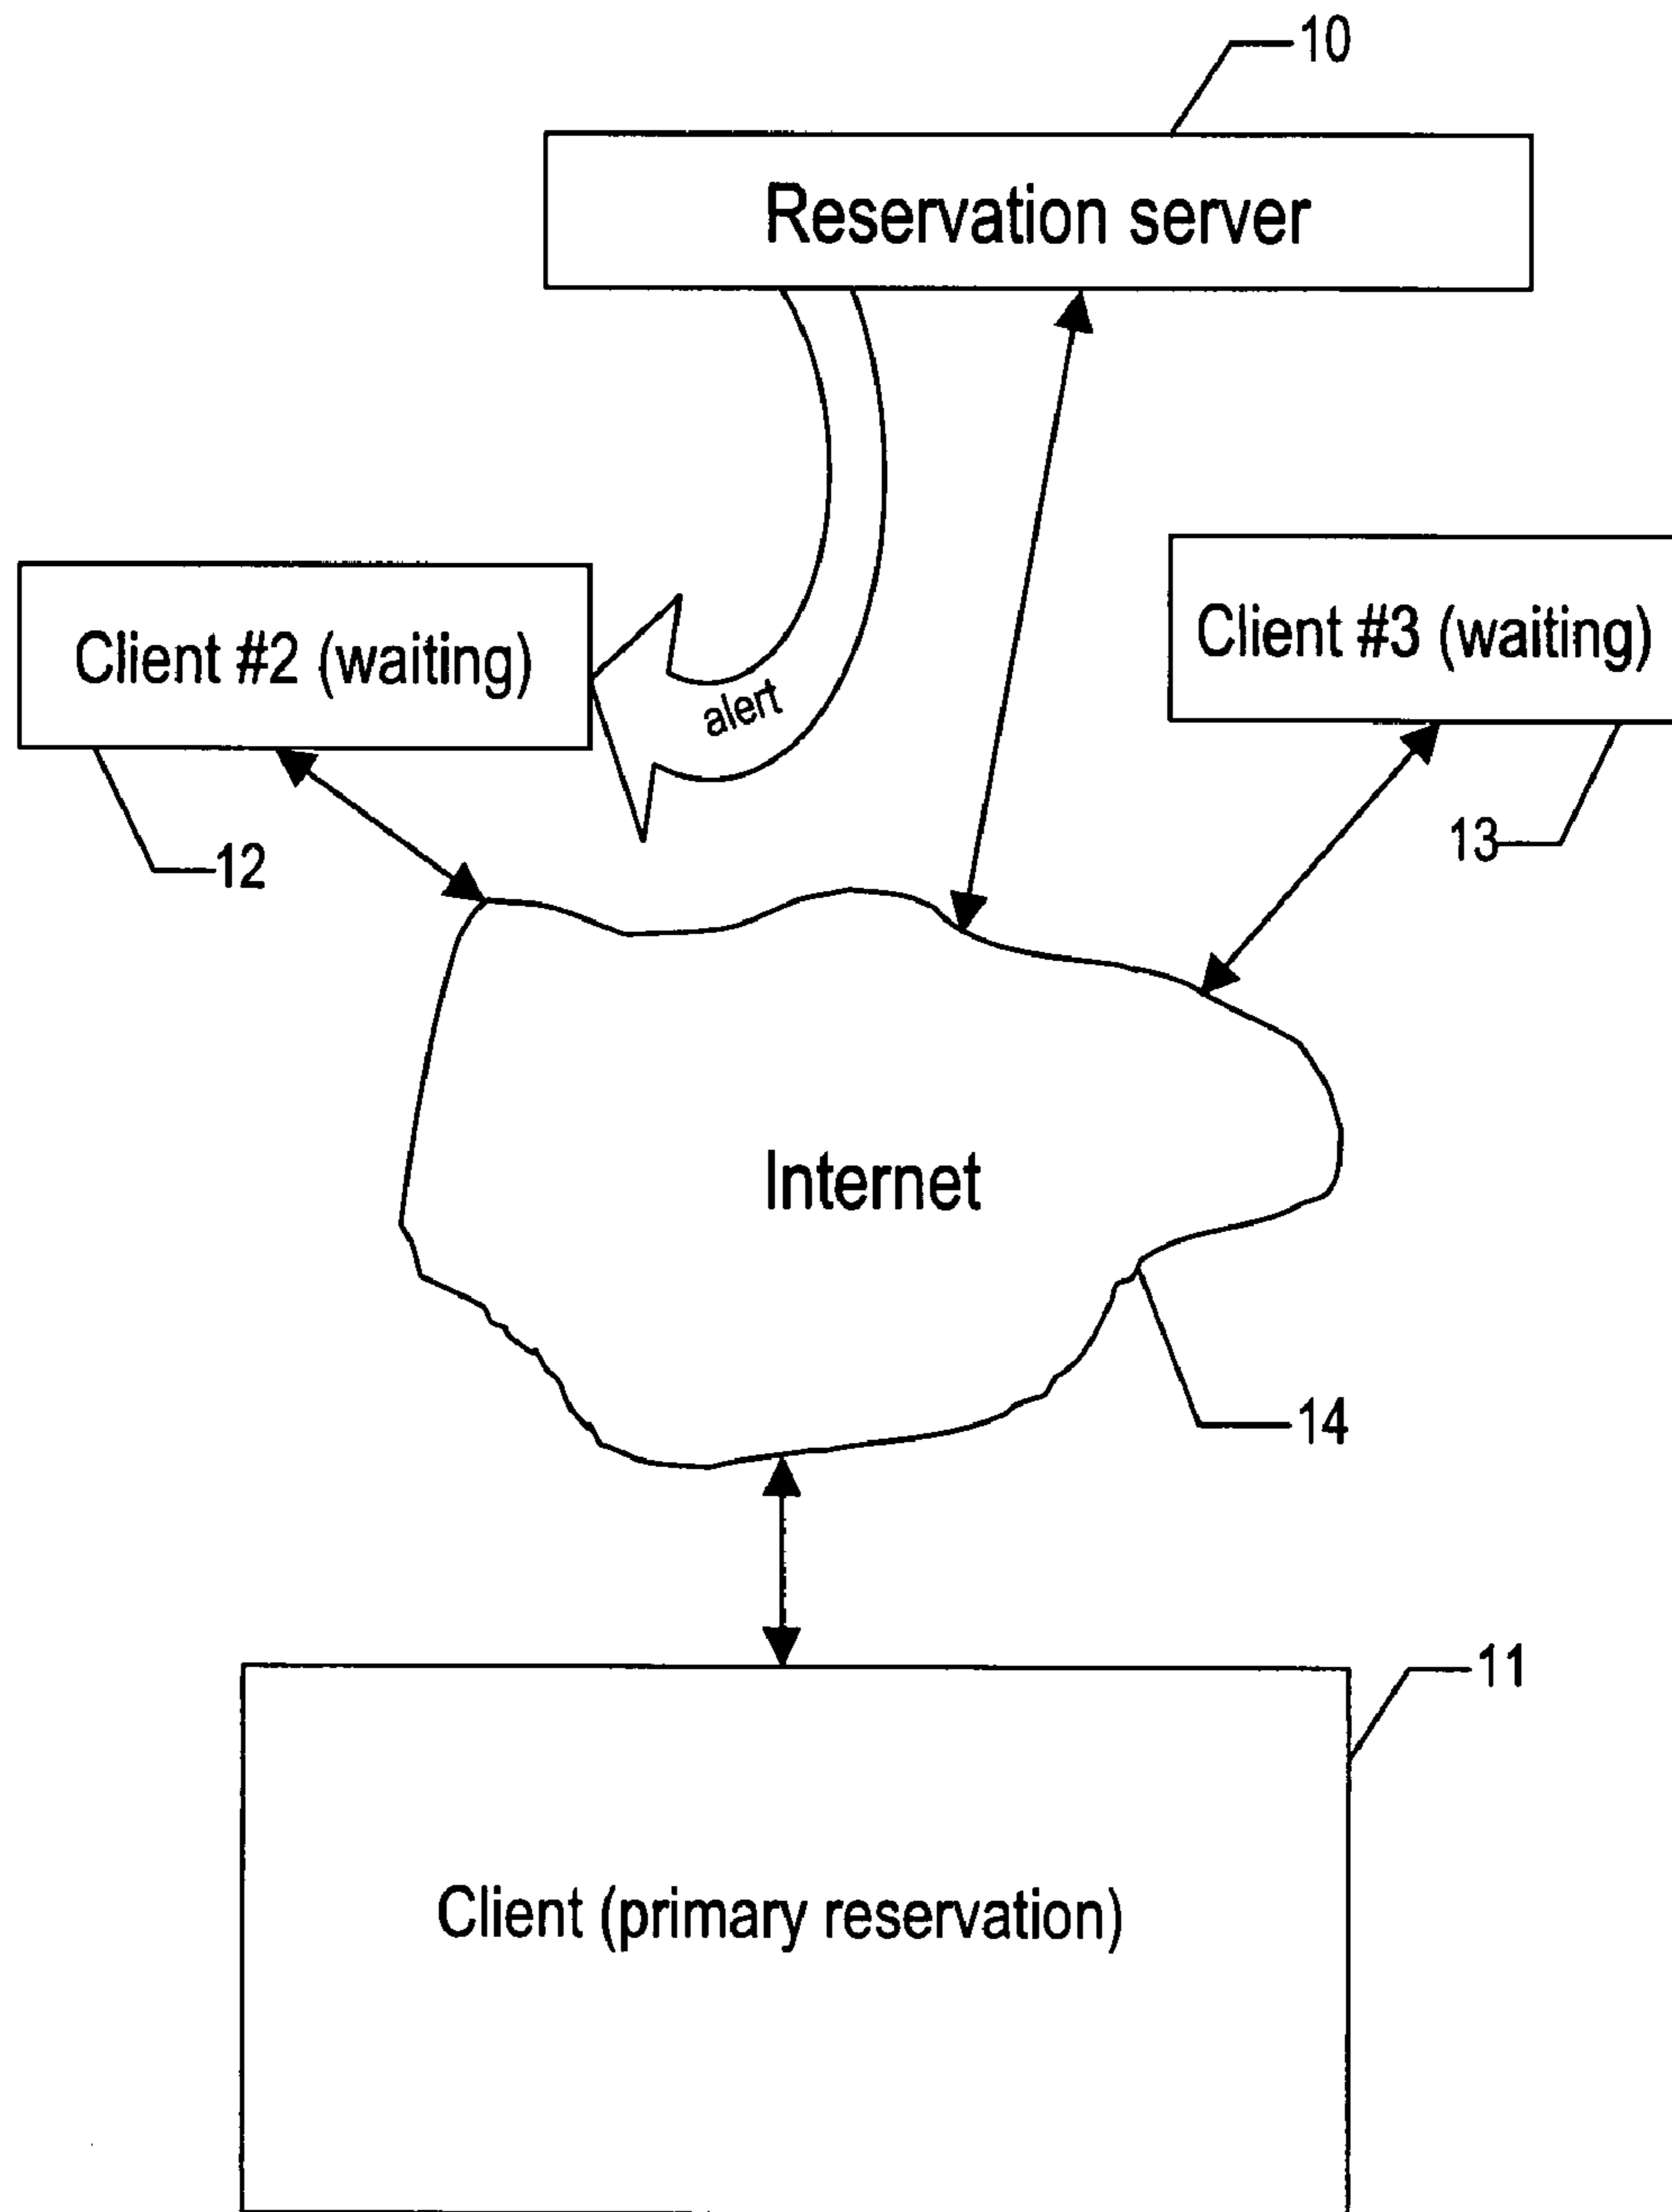 10
Reservation server
Client #2 (waiting)
Client #3 (waiting)
alert
12
13
Internet
14
11
Client (primary reservation)